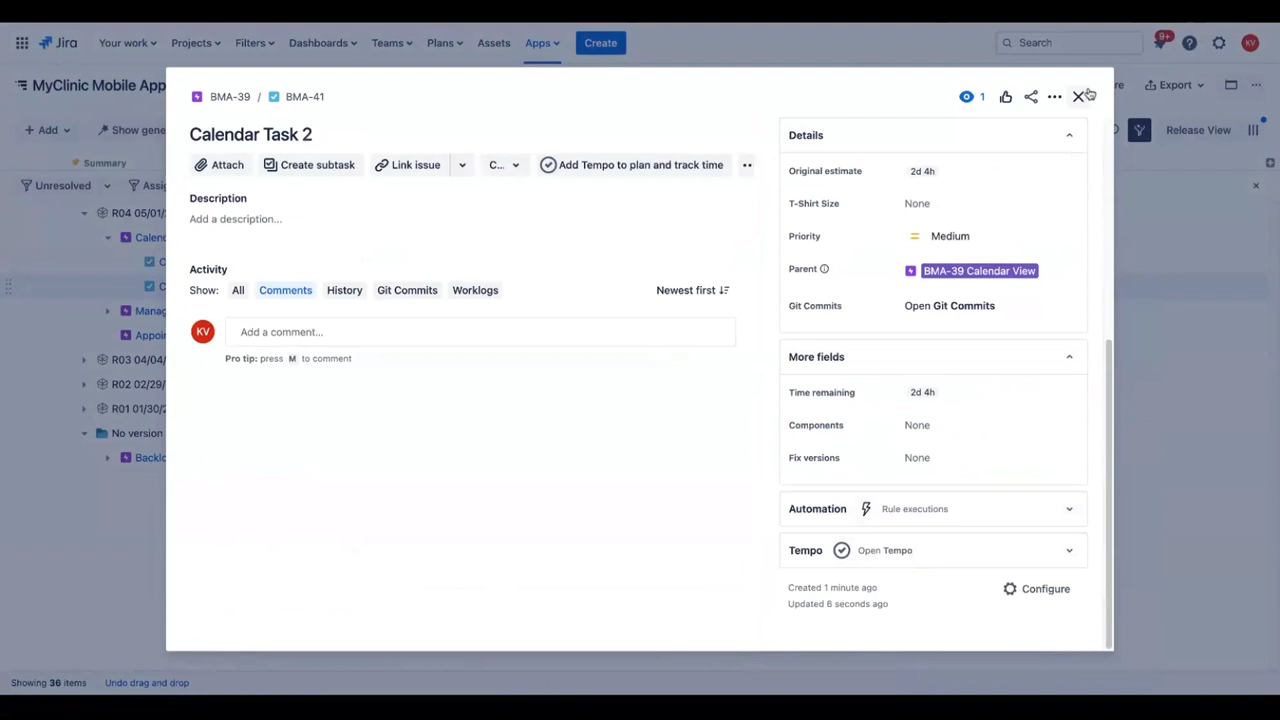 Jira Your work Projects Filters Dashboards Teams Plans Assets Apps Create Search 9+ KV
MyClinic Mobile App Export
Add Release View
Summary
Unresolved
R04 05/01/
Manag
Appoin
R03 04/04/
R02 02/29/
R01 01/30/2
No version
Showing 36 items Undo drag and drop
BMA-39 / BMA-41 1
Calendar Task 2
Attach Create subtask Link issue C... Add Tempo to plan and track time
Description
Add a description...
Activity
Show: All Comments History Git Commits Worklogs Newest first
KV Add a comment...
Pro tip: press M to comment
Details
Original estimate 2d 4h
T-Shirt Size None
Priority Medium
Parent BMA-39 Calendar View
Git Commits Open Git Commits
More fields
Time remaining 2d 4h
Components None
Fix versions None
Automation Rule executions
Tempo Open Tempo
Created 1 minute ago Configure
Updated 6 seconds ago